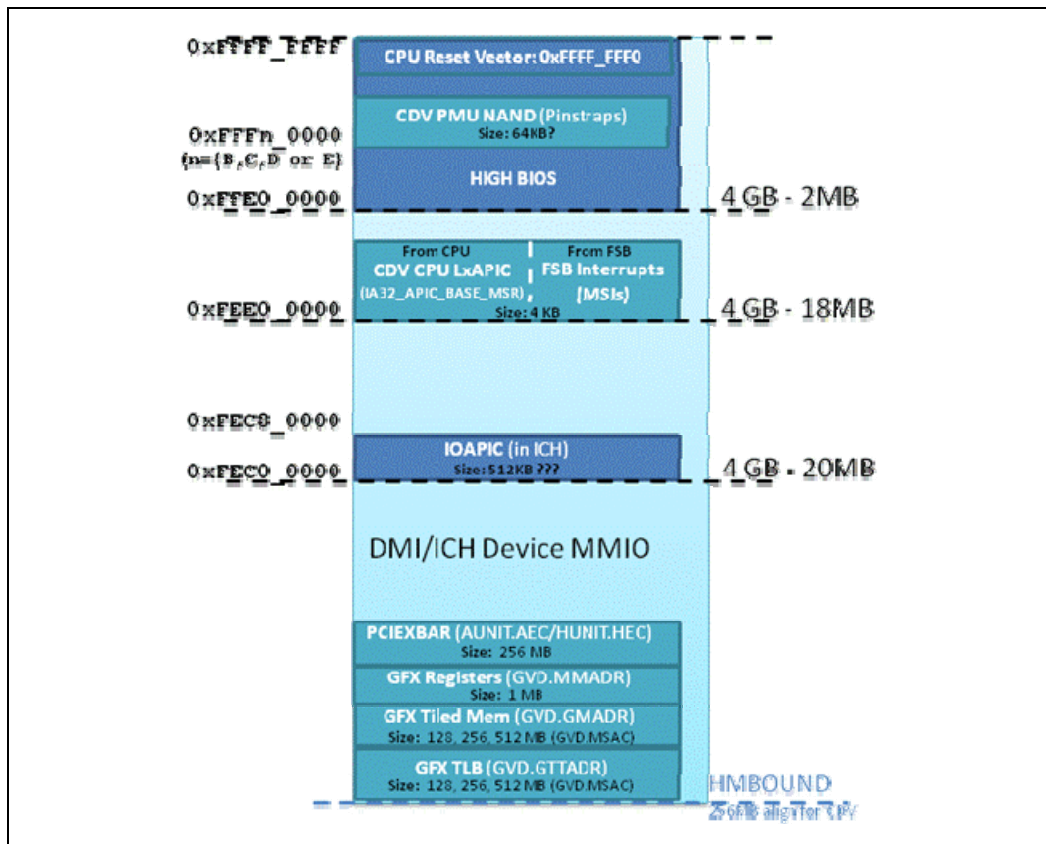 0xFFFF_FFFF
CPU Reset Vector: 0xFFFF_FFF0
CDV PMU NAND (Pinstraps)
Size: 64KB?
0xFFFn_0000
(n={B,C,D or E}
HIGH BIOS
0xFFE0_0000
4 GB - 2MB
From CPU
From FSB
CDV CPU LxAPIC
FSB Interrupts
(IA32_APIC_BASE_MSR)
(MSIs)
Size: 4 KB
0xFEE0_0000
4 GB - 18MB
0xFEC8_0000
IOAPIC (in ICH)
Size: 512KB ???
0xFEC0_0000
4 GB - 20MB
DMI/ICH Device MMIO
PCIEXBAR (AUNIT.AEC/HUNIT.HEC)
Size: 256 MB
GFX Registers (GVD.MMADR)
Size: 1 MB
GFX Tiled Mem (GVD.GMADR)
Size: 128, 256, 512 MB (GVD.MSAC)
GFX TLB (GVD.GTTADR)
Size: 128, 256, 512 MB (GVD.MSAC)
HMBOUND
256MB align for